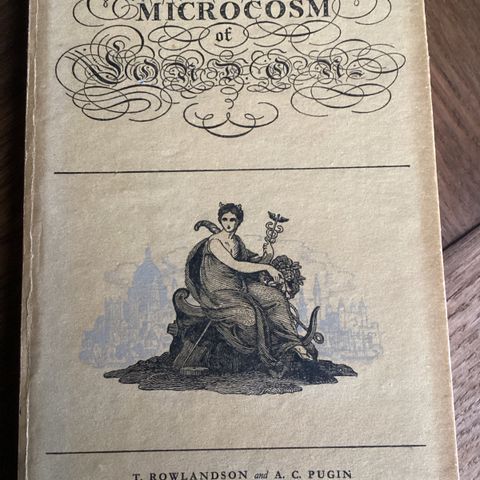 MICROCOSM
of
LONDON
T. ROWLANDSON and A. C. PUGIN